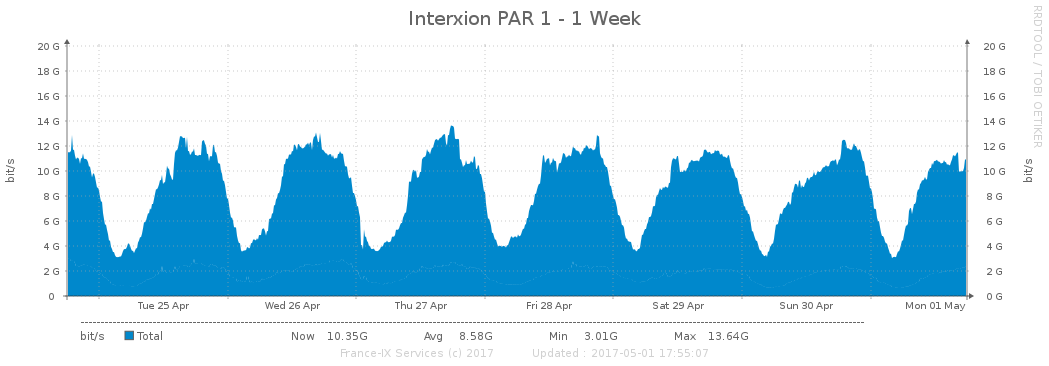 Interxion PAR 1 - 1 Week
RRDTOOL / TOBI OETIKER
20 G 20 G
18 G 18 G
16 G 16 G
14 G 14 G
12 G 12 G
10 G 10 G
8 G 8 G
6 G 6 G
4 G 4 G
2 G 2 G
0 0 G
bit/s
bit/s
Tue 25 Apr Wed 26 Apr Thu 27 Apr Fri 28 Apr Sat 29 Apr Sun 30 Apr Mon 01 May
bit/s Total Now 10.35G Avg 8.58G Min 3.01G Max 13.64G
France-IX Services (c) 2017 Updated : 2017-05-01 17:55:07